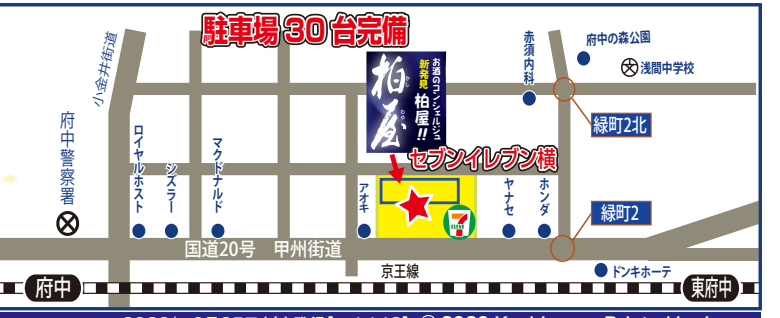 駐車場30台完備
小金井街道
赤須内科
府中の森公園
浅間中学校
お酒のコンシェルジュ
新発見 柏屋!!
柏屋
かし
わや
緑町2北
府中警察署
ロイヤルホスト
シズラー
マクドナルド
セブンイレブン横
アオキ
7
ELEVEn
ヤナセ
ホンダ
緑町2
国道20号 甲州街道
京王線
ドンキホーテ
府中
東府中